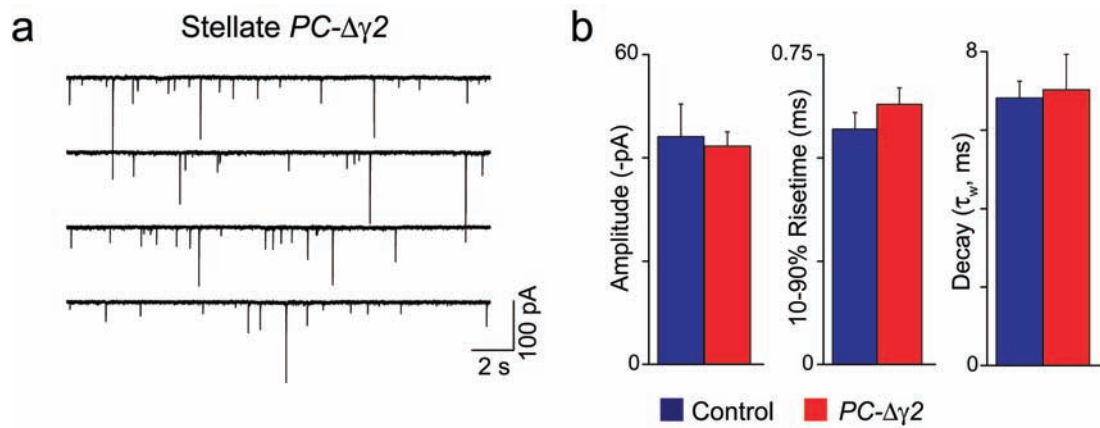 a
Stellate PC-Δγ2
100 pA
2 s
b
60
0
Amplitude (-pA)
0.75
0
10-90% Risetime (ms)
8
0
Decay (τw, ms)
Control
PC-Δγ2